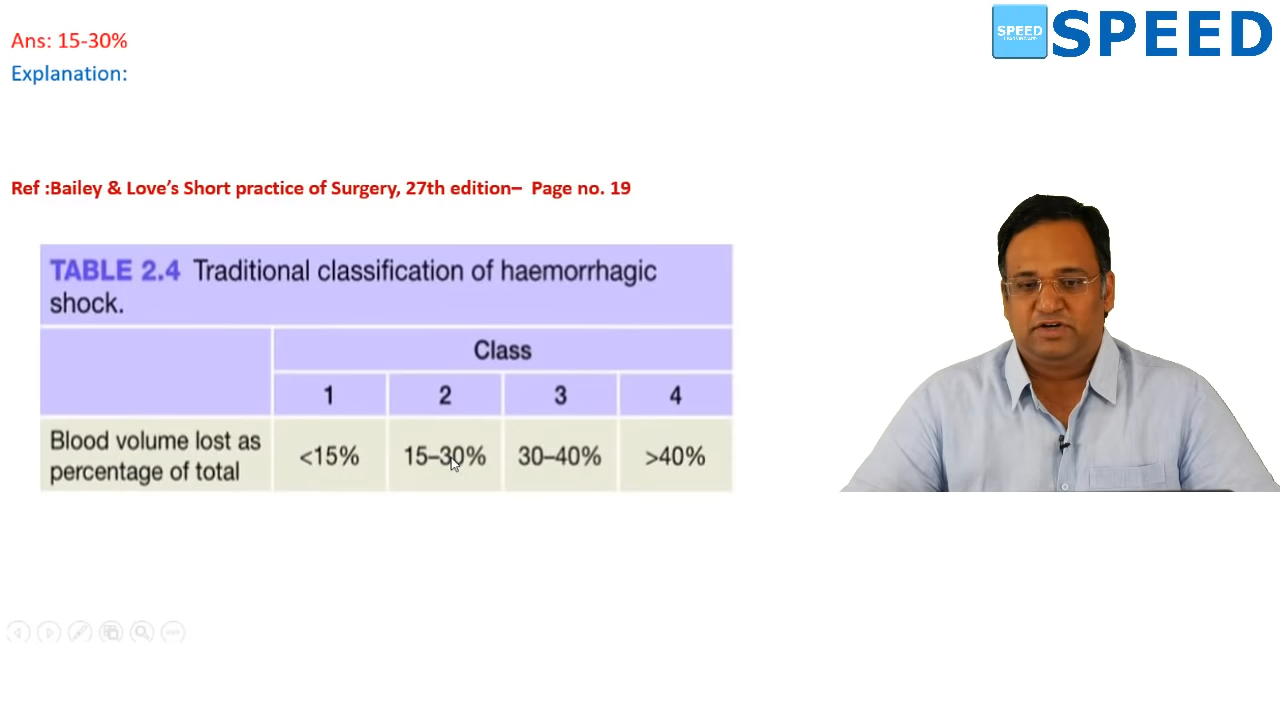 Ans: 15-30%
SPEED
SPEED
Explanation:
Ref :Bailey & Love’s Short practice of Surgery, 27th edition– Page no. 19
TABLE 2.4 Traditional classification of haemorrhagic
shock.
Class
1 2 3 4
Blood volume lost as
percentage of total
<15% 15–30% 30–40% >40%